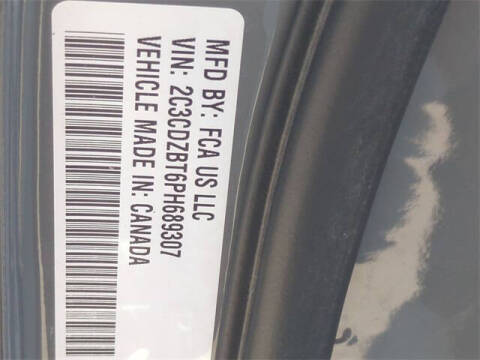 MFD BY: FCA US LLC
VIN: 2C3CDZBT6PH689307
VEHICLE MADE IN: CANADA